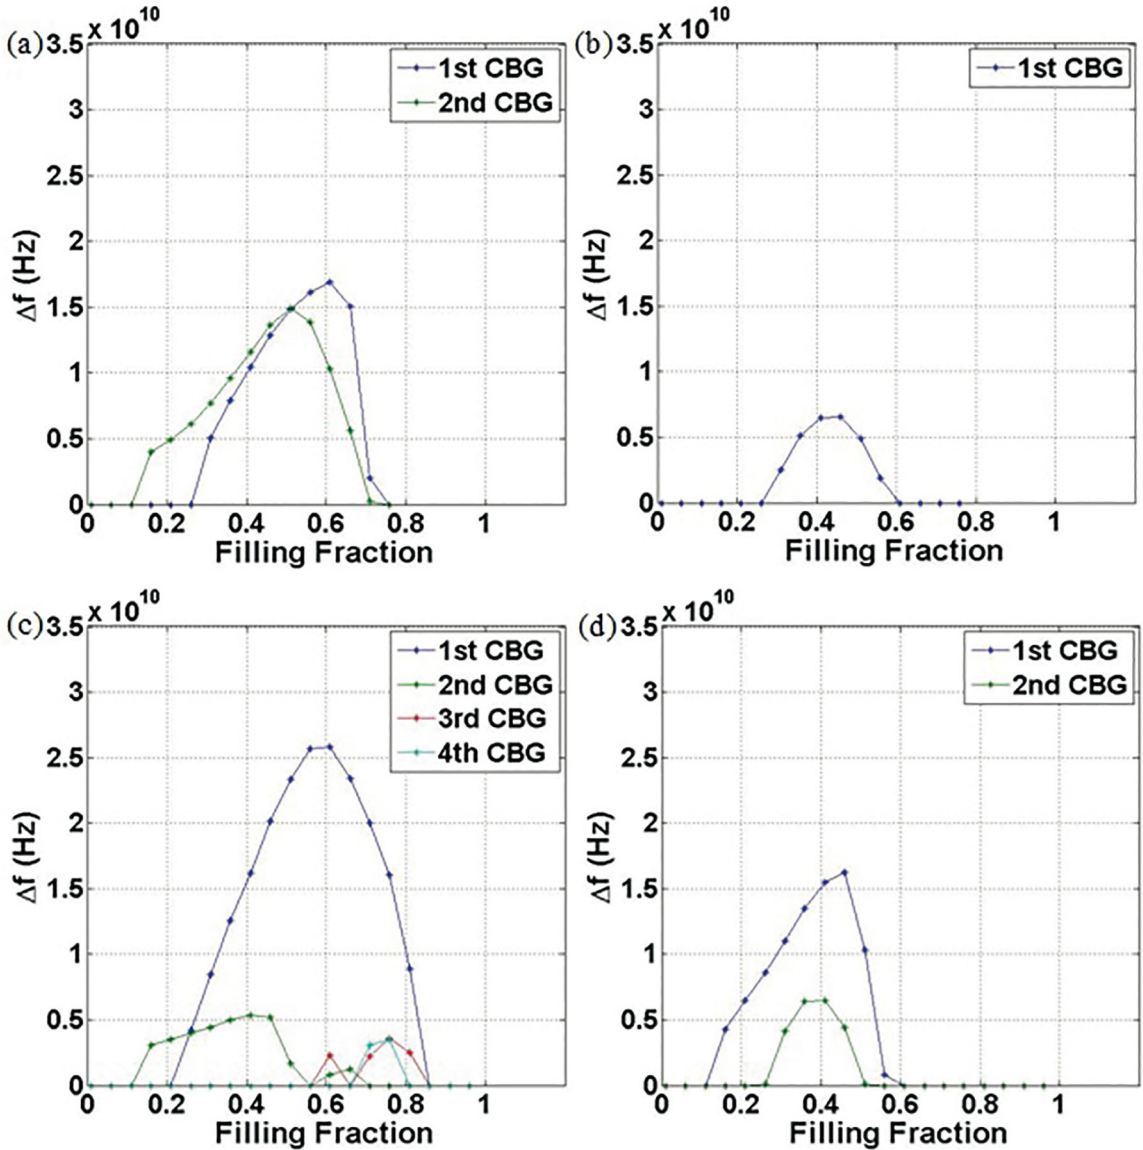 (a)
x 10^10
3.5
3
2.5
2
1.5
1
0.5
0
Δf (Hz)
1st CBG
2nd CBG
0 0.2 0.4 0.6 0.8 1
Filling Fraction
(b)
x 10^10
3.5
3
2.5
2
1.5
1
0.5
0
Δf (Hz)
1st CBG
0 0.2 0.4 0.6 0.8 1
Filling Fraction
(c)
x 10^10
3.5
3
2.5
2
1.5
1
0.5
0
Δf (Hz)
1st CBG
2nd CBG
3rd CBG
4th CBG
0 0.2 0.4 0.6 0.8 1
Filling Fraction
(d)
x 10^10
3.5
3
2.5
2
1.5
1
0.5
0
Δf (Hz)
1st CBG
2nd CBG
0 0.2 0.4 0.6 0.8 1
Filling Fraction